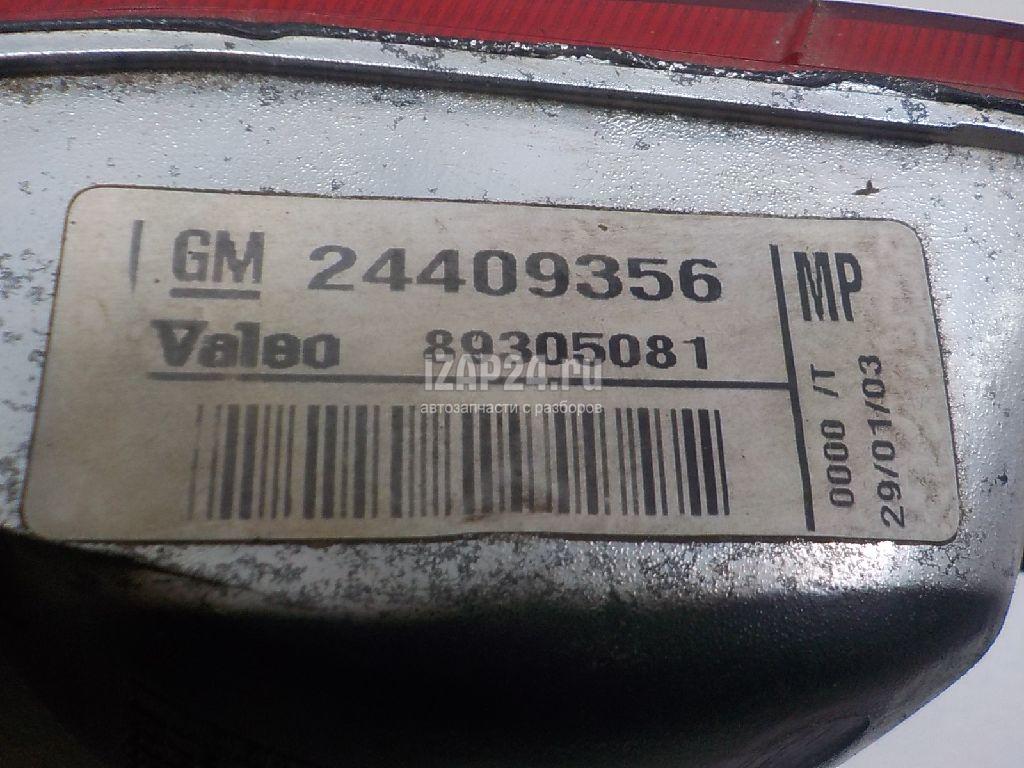 GM 24409356
Valeo 89305081
MP
0000 /T
29/01/03
IZAP24.ru
автозапчасти с разборов